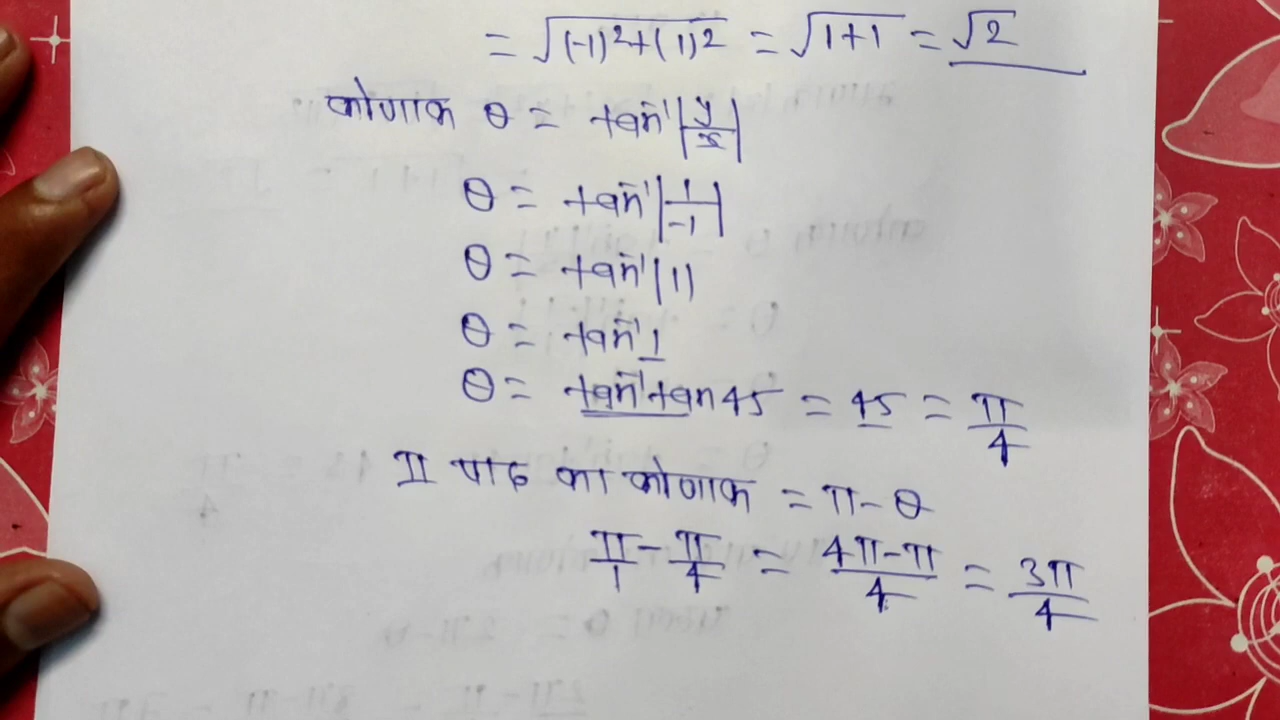 = √(-1)²+(1)² = √1+1 = √2
कोणांक θ = tan⁻¹|y/x|
θ = tan⁻¹|1/-1|
θ = tan⁻¹|1|
θ = tan⁻¹1
θ = tan⁻¹tan45 = 45 = π/4
II पाद का कोणांक = π-θ
π/1 - π/4 = 4π-π/4 = 3π/4